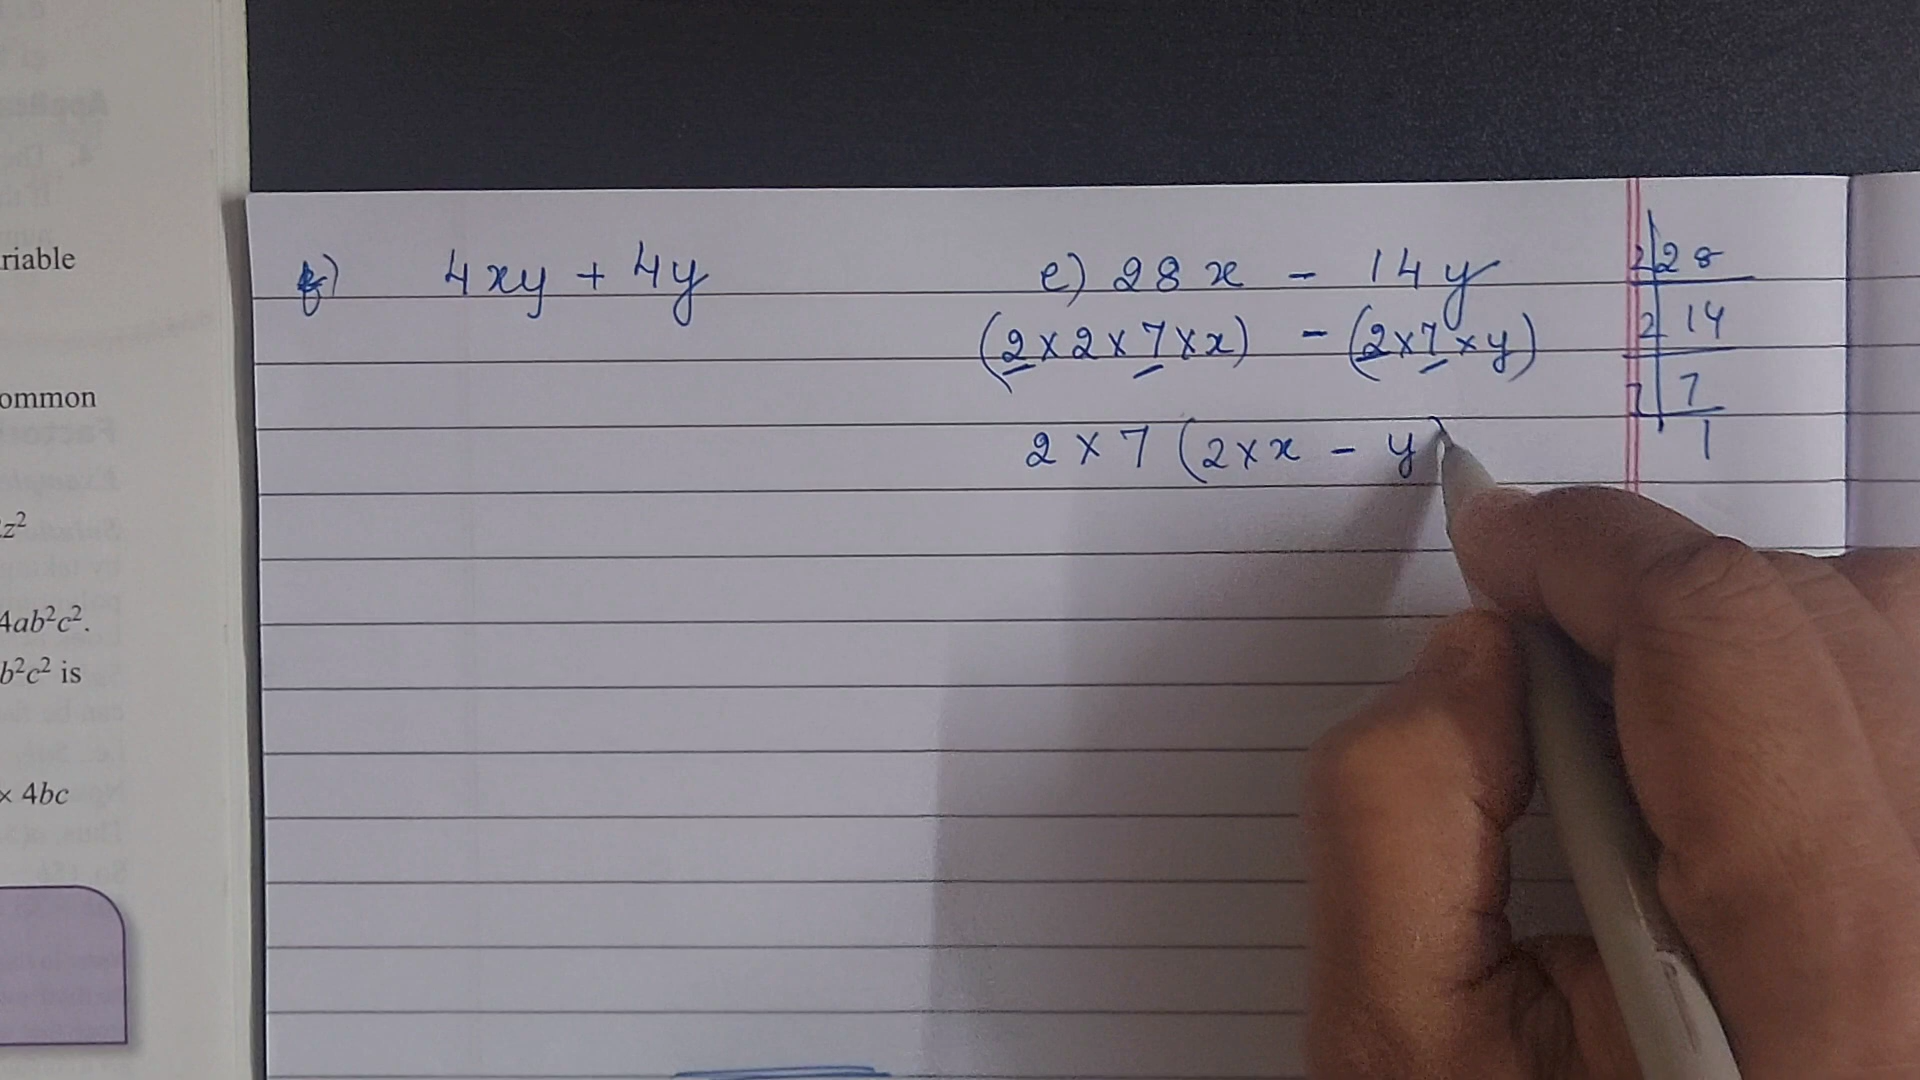 riable
ommon
z²
4ab²c².
b²c² is
× 4bc
f) 4xy + 4y
e) 28x - 14y
(2×2×7×x) - (2×7×y)
2 × 7 (2×x - y)
2|28
2|14
7|7
1